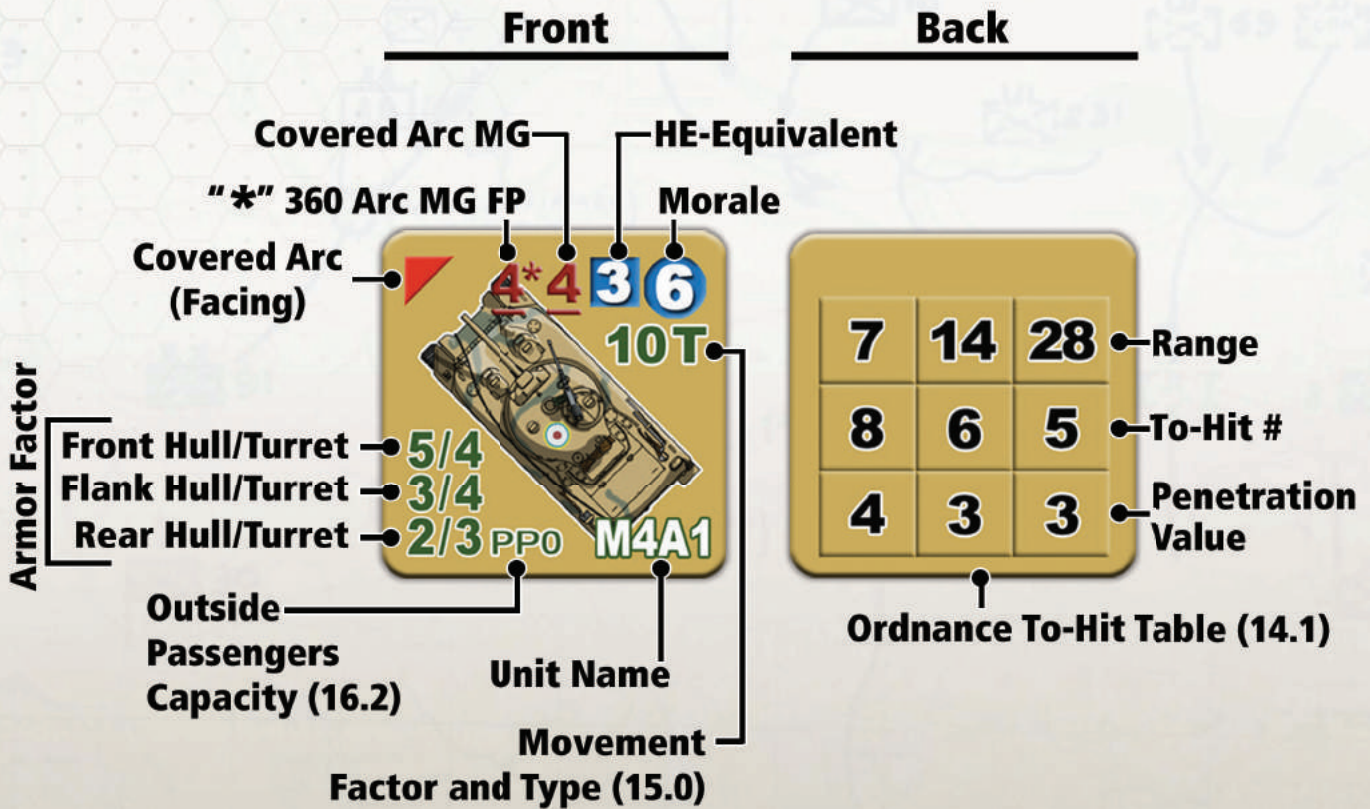 Front
Back
Covered Arc MG
HE-Equivalent
"*" 360 Arc MG FP
Morale
Covered Arc
(Facing)
4* 4 3 6
10T
7 14 28
Range
Armor Factor
Front Hull/Turret
5/4
8 6 5
To-Hit #
Flank Hull/Turret
3/4
Rear Hull/Turret
2/3 PP0 M4A1
4 3 3
Penetration
Value
Outside
Passengers
Capacity (16.2)
Unit Name
Ordnance To-Hit Table (14.1)
Movement
Factor and Type (15.0)